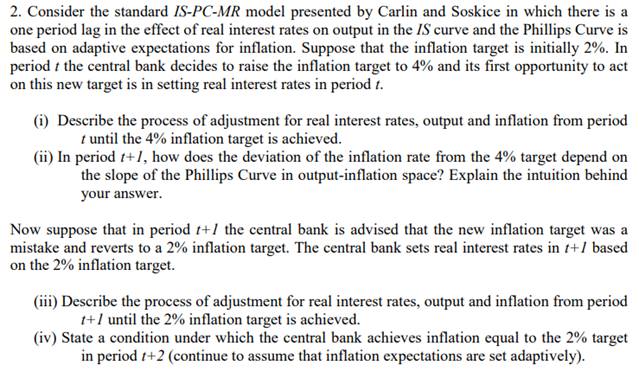 2. Consider the standard IS-PC-MR model presented by Carlin and Soskice in which there is a
one period lag in the effect of real interest rates on output in the IS curve and the Phillips Curve is
based on adaptive expectations for inflation. Suppose that the inflation target is initially 2%. In
period t the central bank decides to raise the inflation target to 4% and its first opportunity to act
on this new target is in setting real interest rates in period t.
(i) Describe the process of adjustment for real interest rates, output and inflation from period
t until the 4% inflation target is achieved.
(ii) In period t+1, how does the deviation of the inflation rate from the 4% target depend on
the slope of the Phillips Curve in output-inflation space? Explain the intuition behind
your answer.
Now suppose that in period t+1 the central bank is advised that the new inflation target was a
mistake and reverts to a 2% inflation target. The central bank sets real interest rates in t+1 based
on the 2% inflation target.
(iii) Describe the process of adjustment for real interest rates, output and inflation from period
t+1 until the 2% inflation target is achieved.
(iv) State a condition under which the central bank achieves inflation equal to the 2% target
in period t+2 (continue to assume that inflation expectations are set adaptively).